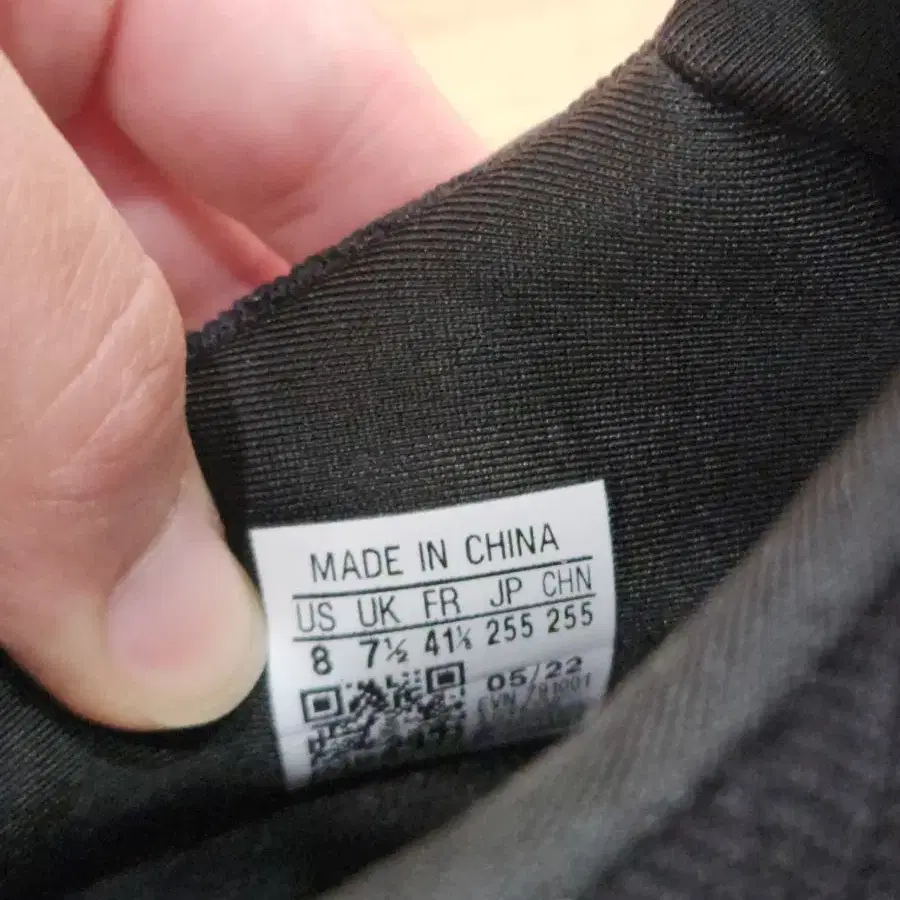 MADE IN CHINA
US UK FR JP CHN
8 7½ 41⅓ 255 255
05/22